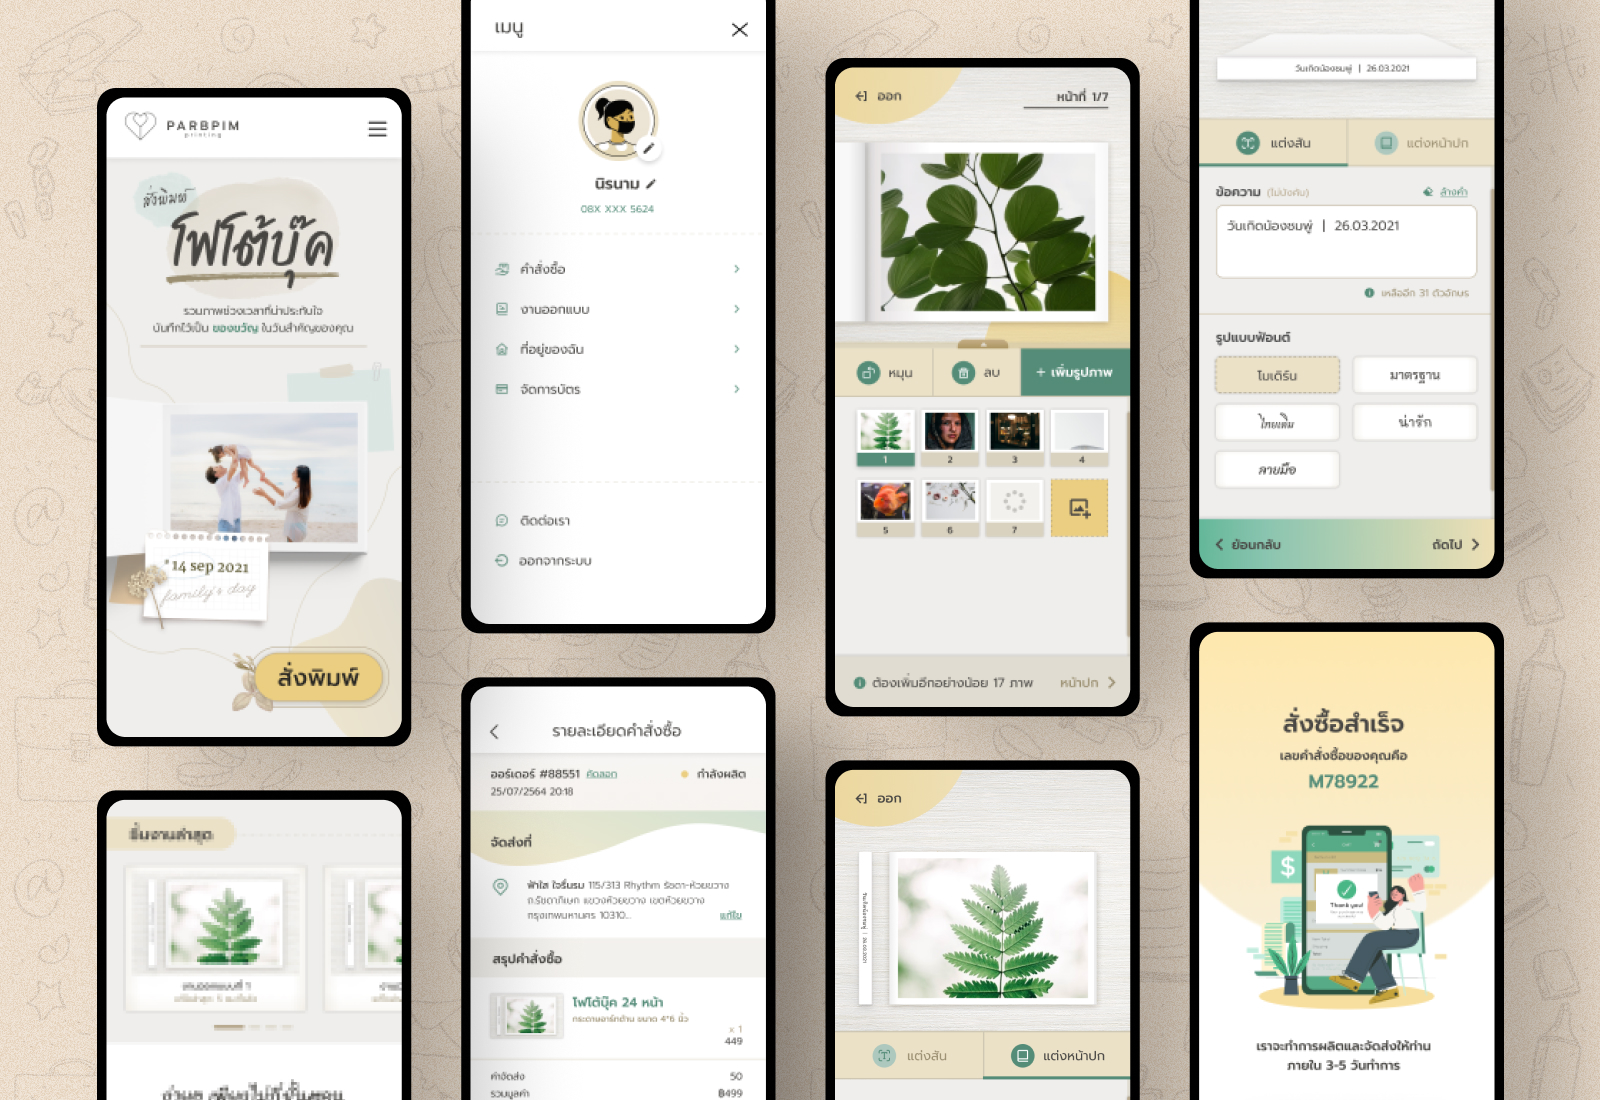 PARBPIM
printing
สั่งพิมพ์
โฟโต้บุ๊ค
รวมภาพช่วงเวลาที่น่าประทับใจ
บันทึกไว้เป็น ของขวัญ ในวันสำคัญของคุณ
14 sep 2021
family's day
สั่งพิมพ์
เมนู
นิรนาม
08X XXX 5624
คำสั่งซื้อ
งานออกแบบ
ที่อยู่ของฉัน
จัดการบัตร
ติดต่อเรา
ออกจากระบบ
รายละเอียดคำสั่งซื้อ
ออร์เดอร์ #88551 คัดลอก
กำลังผลิต
25/07/2564 20:18
จัดส่งที่
ฟ้าใส ใจรื่นรม 115/313 Rhythm รัชดา-ห้วยขวาง
ถ.รัชดาภิเษก แขวงห้วยขวาง เขตห้วยขวาง
กรุงเทพมหานคร 10310...
แก้ไข
สรุปคำสั่งซื้อ
โฟโต้บุ๊ค 24 หน้า
กระดาษอาร์ตด้าน ขนาด 4*6 นิ้ว
x 1
449
ค่าจัดส่ง 50
รวมมูลค่า ฿499
ออก
หน้าที่ 1/7
หมุน
ลบ
+ เพิ่มรูปภาพ
1
2
3
4
5
6
7
ต้องเพิ่มอีกอย่างน้อย 17 ภาพ
หน้าปก
ออก
วันเกิดน้องชมพู่ | 26.03.2021
แต่งสัน
แต่งหน้าปก
วันเกิดน้องชมพู่ | 26.03.2021
แต่งสัน
แต่งหน้าปก
ข้อความ (ไม่บังคับ)
ล้างคำ
วันเกิดน้องชมพู่ | 26.03.2021
เหลืออีก 31 ตัวอักษร
รูปแบบฟ้อนต์
โมเดิร์น
มาตรฐาน
ไทยเดิม
น่ารัก
ลายมือ
ย้อนกลับ
ถัดไป
สั่งซื้อสำเร็จ
เลขคำสั่งซื้อของคุณคือ
M78922
$
Thank you!
เราจะทำการผลิตและจัดส่งให้ท่าน
ภายใน 3-5 วันทำการ